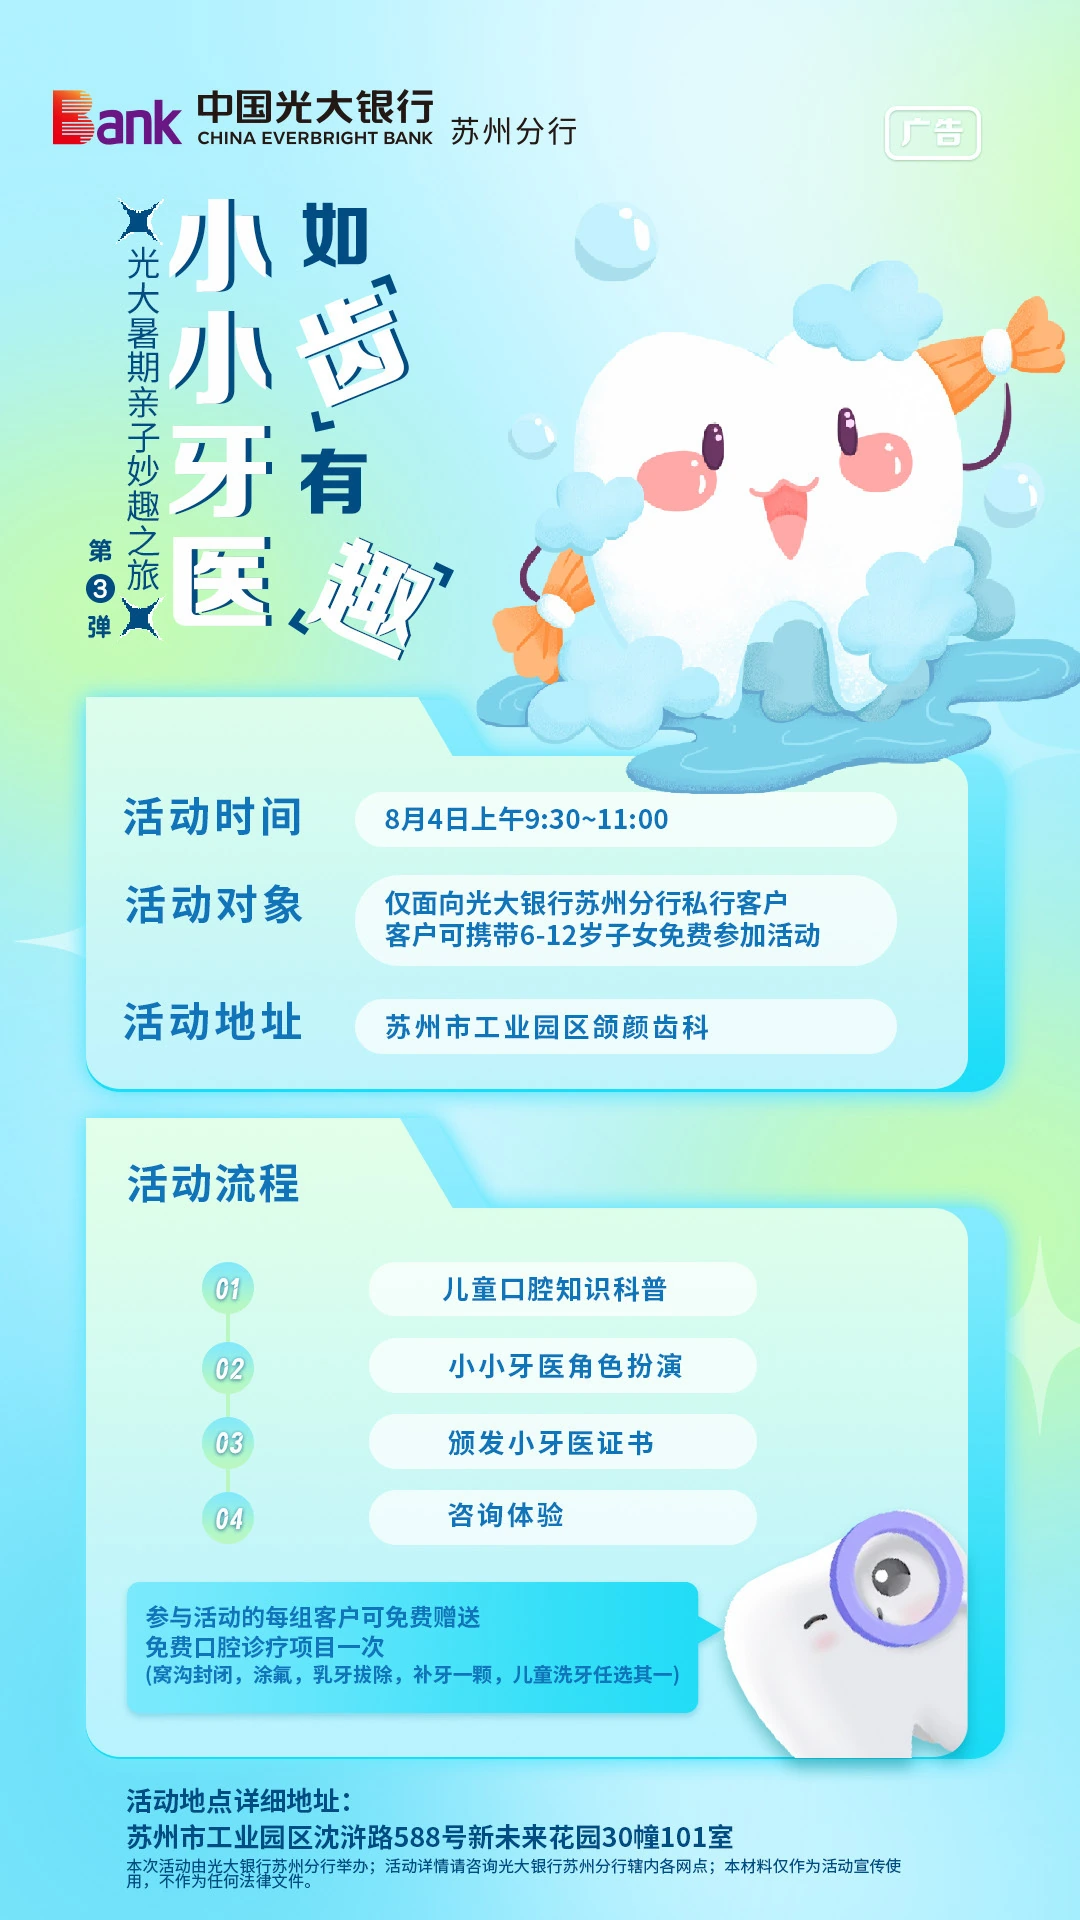 Bank 中国光大银行 苏州分行
CHINA EVERBRIGHT BANK
广告
如齿有趣
小小牙医
光大暑期亲子妙趣之旅
第3弹
活动时间
8月4日上午9:30~11:00
活动对象
仅面向光大银行苏州分行私行客户
客户可携带6-12岁子女免费参加活动
活动地址
苏州市工业园区颌颜齿科
活动流程
01 儿童口腔知识科普
02 小小牙医角色扮演
03 颁发小牙医证书
04 咨询体验
参与活动的每组客户可免费赠送
免费口腔诊疗项目一次
(窝沟封闭，涂氟，乳牙拔除，补牙一颗，儿童洗牙任选其一)
活动地点详细地址：
苏州市工业园区沈浒路588号新未来花园30幢101室
本次活动由光大银行苏州分行举办；活动详情请咨询光大银行苏州分行辖内各网点；本材料仅作为活动宣传使
用，不作为任何法律文件。